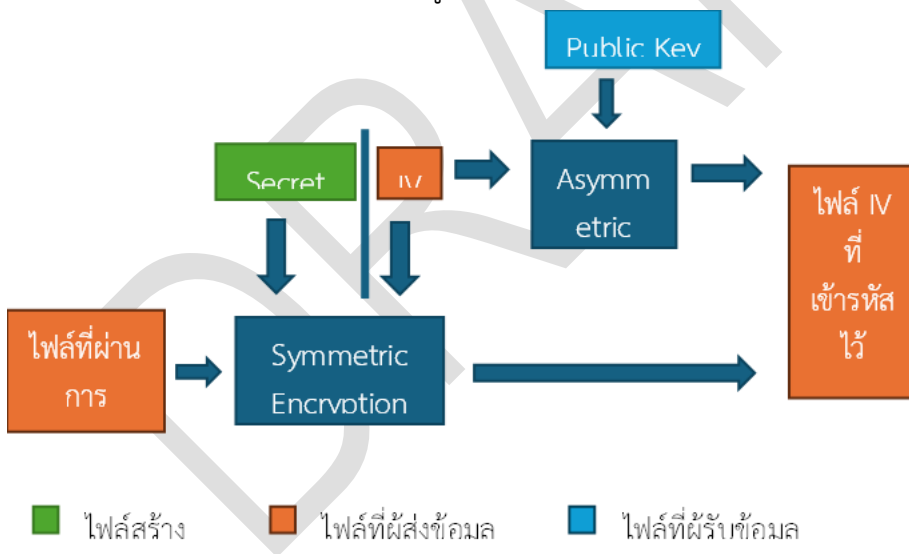 Public Key
Secret
IV
Asymm
etric
ไฟล์ IV
ที่
เข้ารหัส
ไว้
ไฟล์ที่ผ่าน
การ
Symmetric
Encryption
ไฟล์สร้าง
ไฟล์ที่ผู้ส่งข้อมูล
ไฟล์ที่ผู้รับข้อมูล